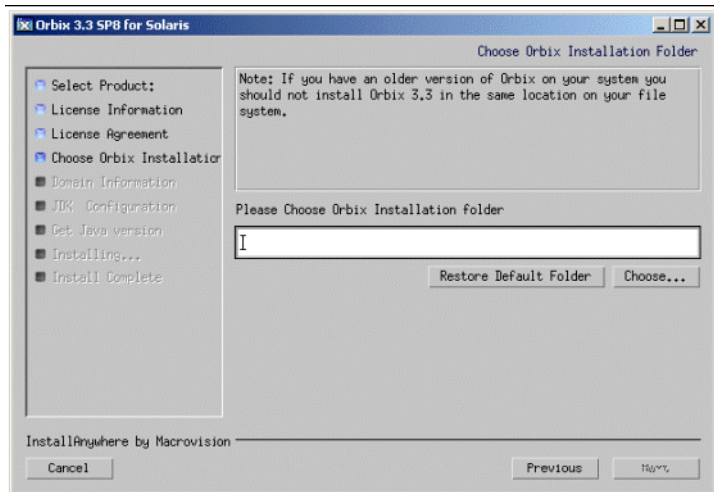 Orbix 3.3 SP8 for Solaris
Choose Orbix Installation Folder
Select Product:
License Information
License Agreement
Choose Orbix Installation
Domain Information
JDK Configuration
Get Java version
Installing...
Install Complete
Note: If you have an older version of Orbix on your system you
should not install Orbix 3.3 in the same location on your file
system.
Please Choose Orbix Installation folder
Restore Default Folder
Choose...
InstallAnywhere by Macrovision
Cancel
Previous
Next